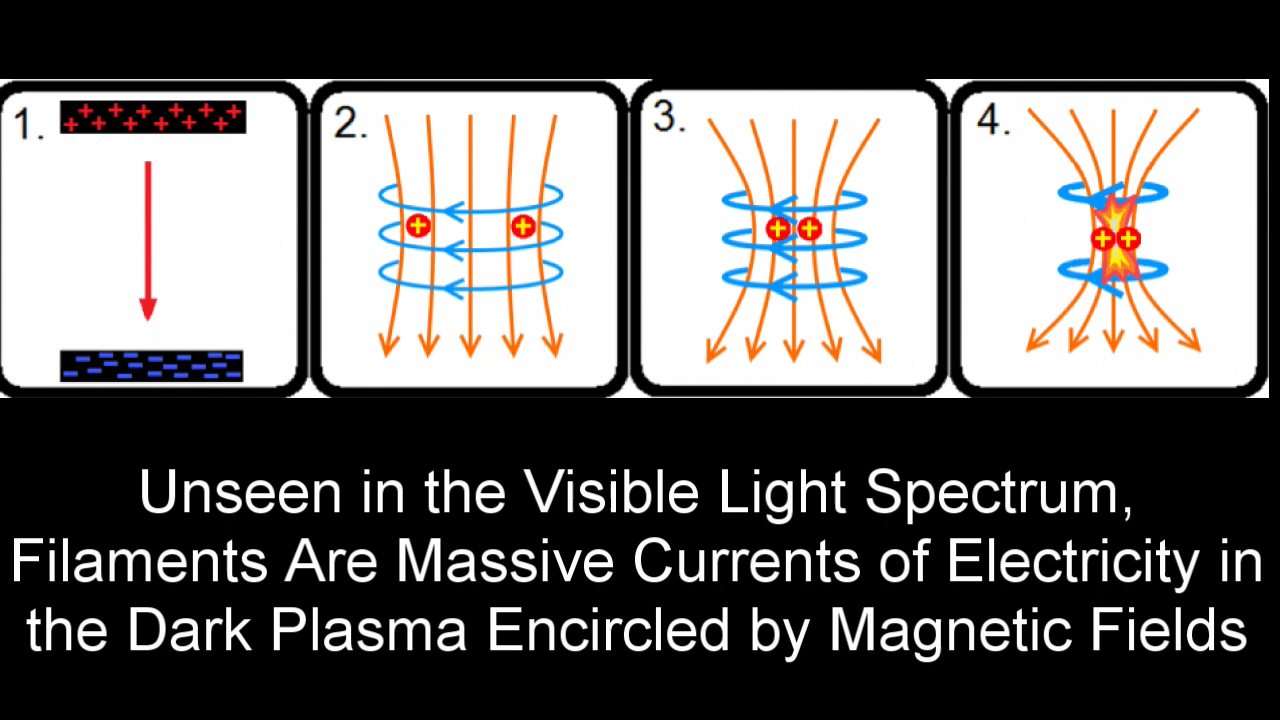 1.
2.
3.
4.
Unseen in the Visible Light Spectrum,
Filaments Are Massive Currents of Electricity in
the Dark Plasma Encircled by Magnetic Fields